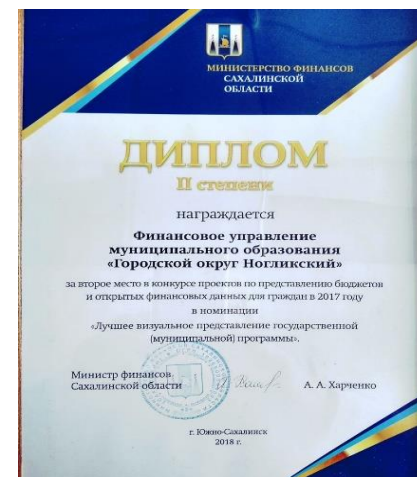 МИНИСТЕРСТВО ФИНАНСОВ
САХАЛИНСКОЙ
ОБЛАСТИ
ДИПЛОМ
II степени
награждается
Финансовое управление
муниципального образования
«Городской округ Ногликский»
за второе место в конкурсе проектов по представлению бюджетов
и открытых финансовых данных для граждан в 2017 году
в номинации
«Лучшее визуальное представление государственной
(муниципальной) программы».
Министр финансов
Сахалинской области
А. А. Харченко
г. Южно-Сахалинск
2018 г.